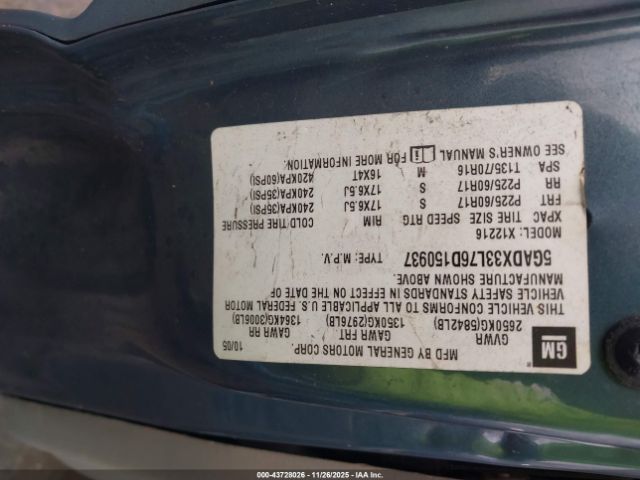 GM
MFD BY GENERAL MOTORS CORP. 10/05
GVWR GAWR FRT. GAWR RR
2650KG(5842LB) 1350KG(2976LB) 1364KG(3006LB)
THIS VEHICLE CONFORMS TO ALL APPLICABLE U.S. FEDERAL MOTOR
VEHICLE SAFETY STANDARDS IN EFFECT ON THE DATE OF
MANUFACTURE SHOWN ABOVE.
5GADX33L76D150937 TYPE: M.P.V.
MODEL: X12216
XPAC TIRE SIZE SPEED RTG RIM COLD TIRE PRESSURE
FRT P225/60R17 S 17X6.5J 240KPA(35PSI)
RR P225/60R17 S 17X6.5J 240KPA(35PSI)
SPA T135/70R16 M 16X4T 420KPA(60PSI)
SEE OWNER'S MANUAL FOR MORE INFORMATION.
000-43728026 | 11/26/2025 - IAAI.COM